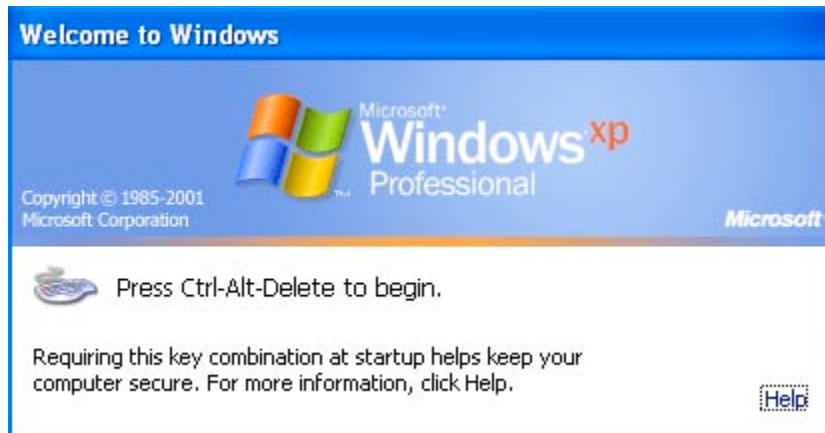 Welcome to Windows
Microsoft®
Windows xp
Professional
TM
Copyright © 1985-2001
Microsoft Corporation
Microsoft
Press Ctrl-Alt-Delete to begin.
Requiring this key combination at startup helps keep your
computer secure. For more information, click Help.
Help